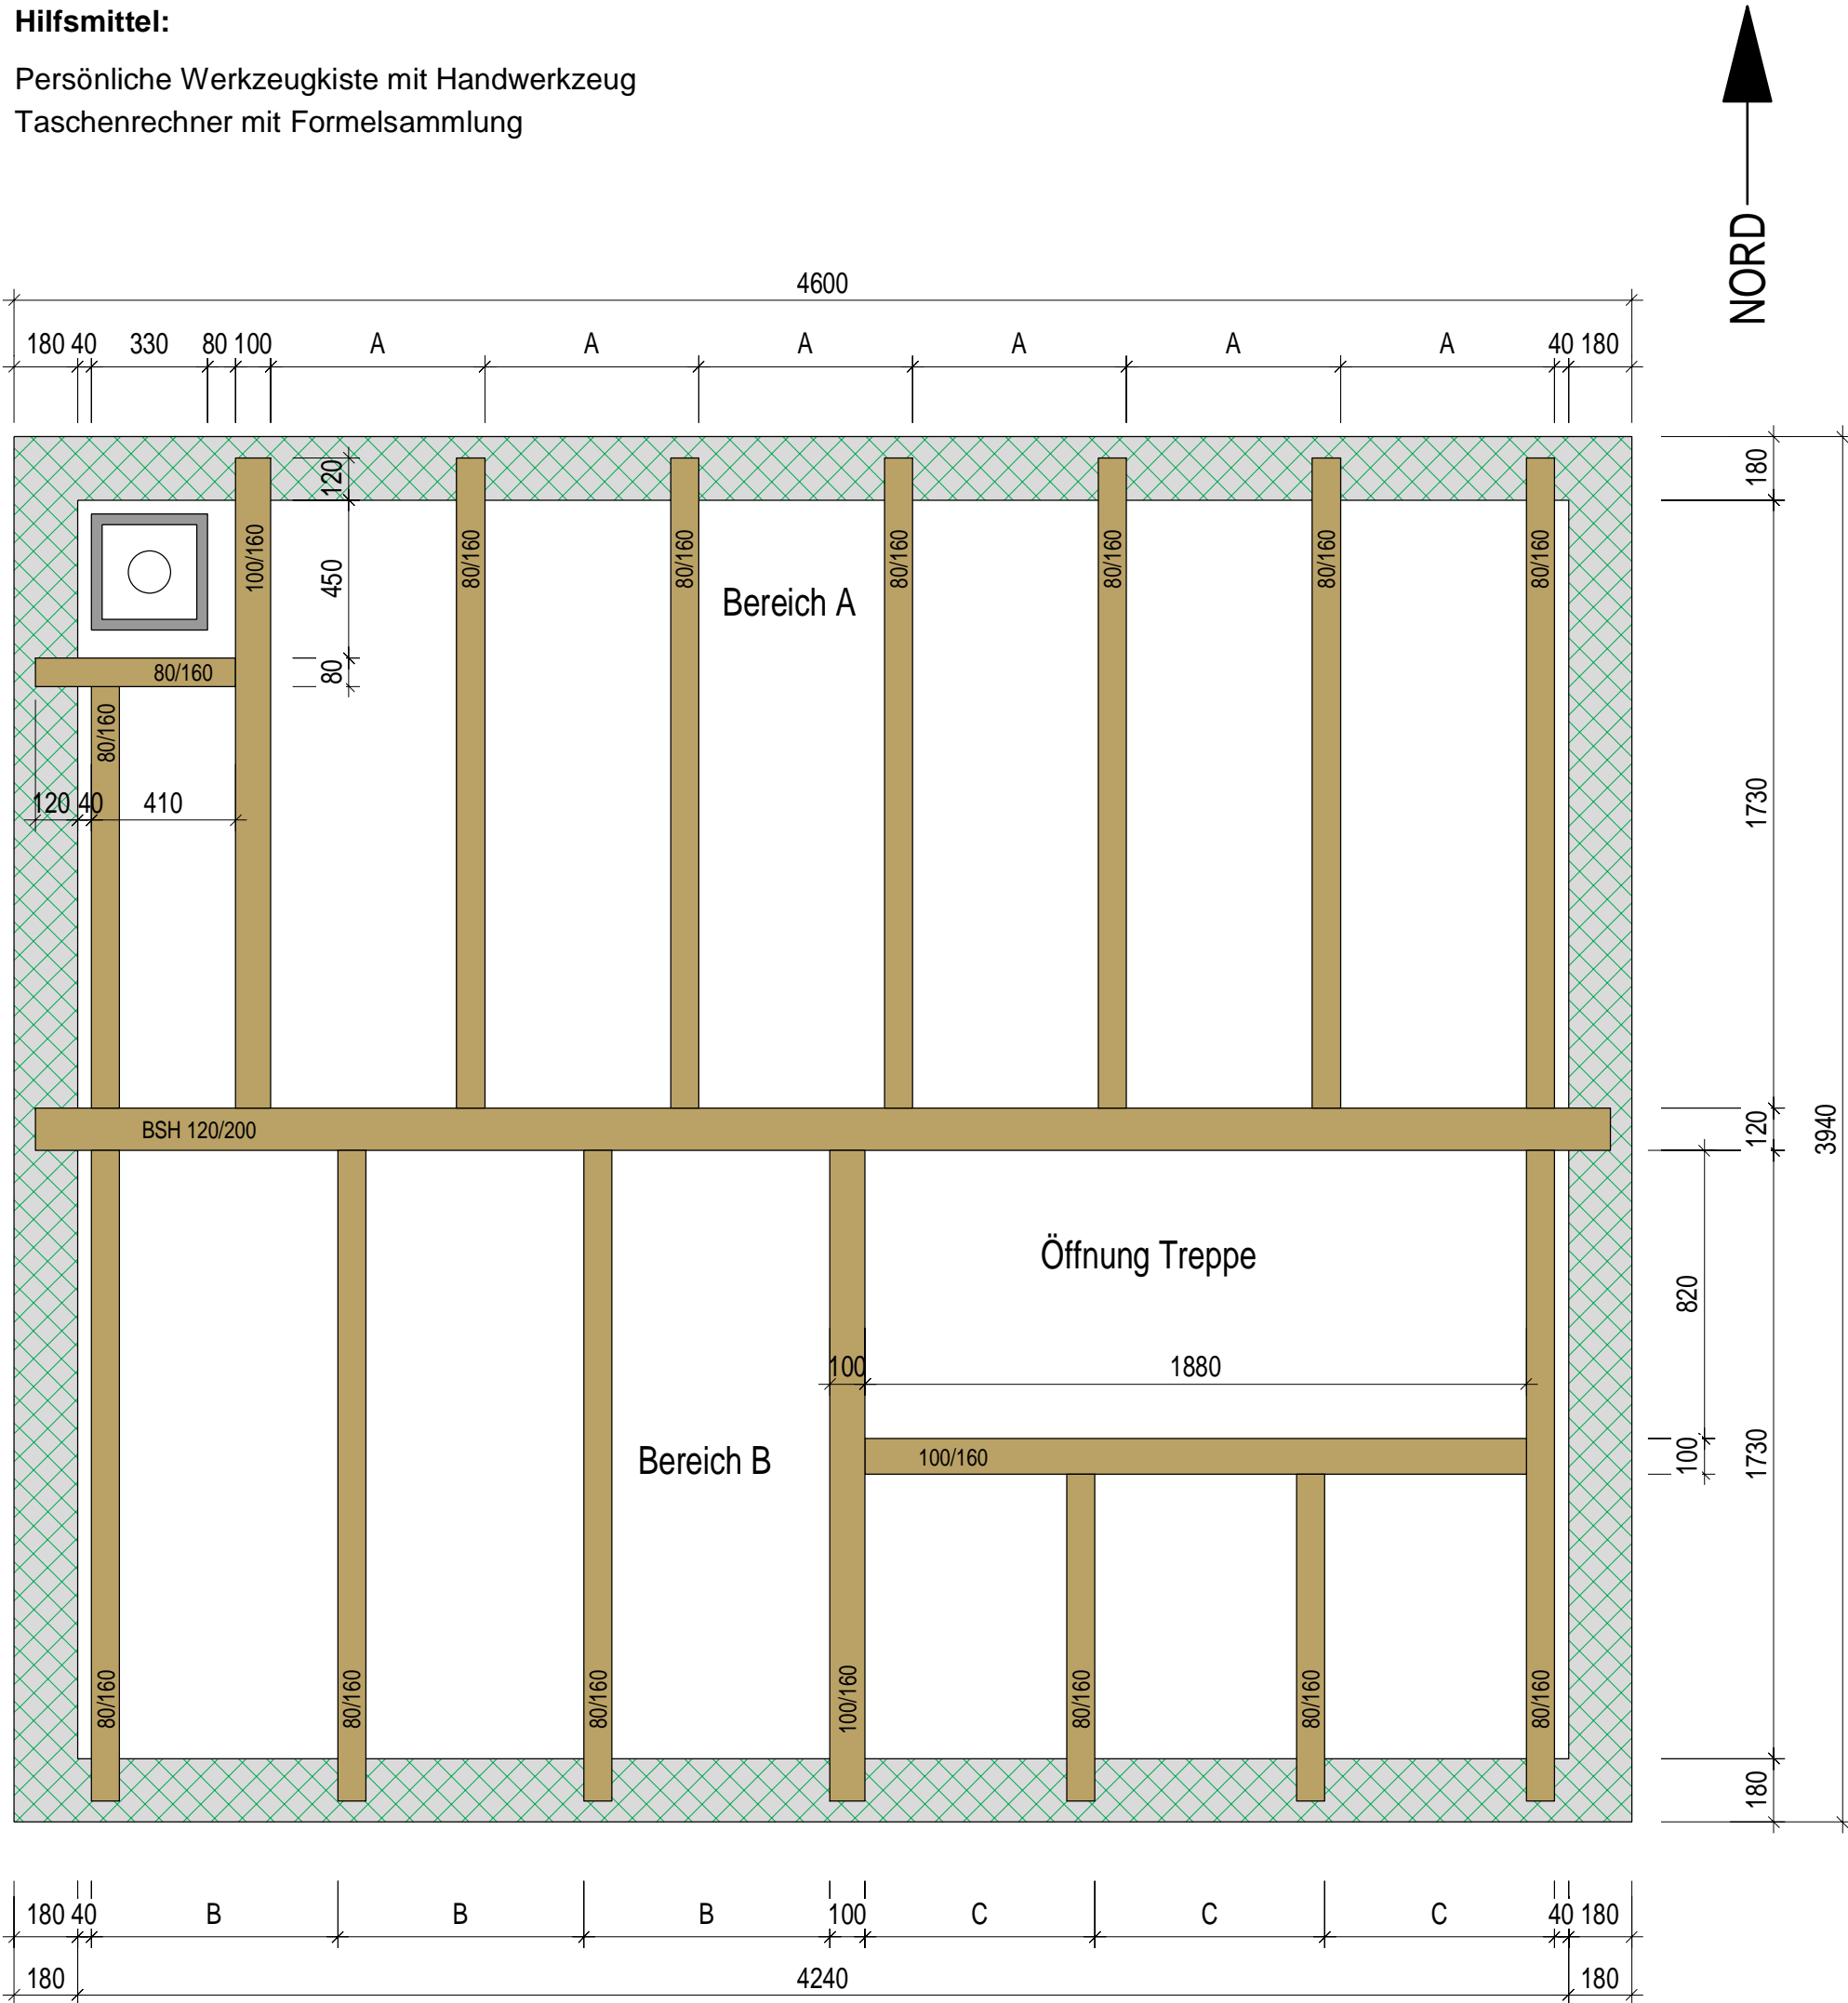 Hilfsmittel:
Persönliche Werkzeugkiste mit Handwerkzeug
Taschenrechner mit Formelsammlung
NORD
4600
180 40 330 80 100 A A A A A A 40 180
120
180
100/160 80/160 80/160 80/160 80/160 80/160 80/160
450
Bereich A
80/160
80
80/160
120 40 410
1730
BSH 120/200
120
3940
Öffnung Treppe
820
100 1880
Bereich B
100/160
100
1730
80/160 80/160 80/160 100/160 80/160 80/160 80/160
180
180 40 B B B 100 C C C 40 180
180 4240 180